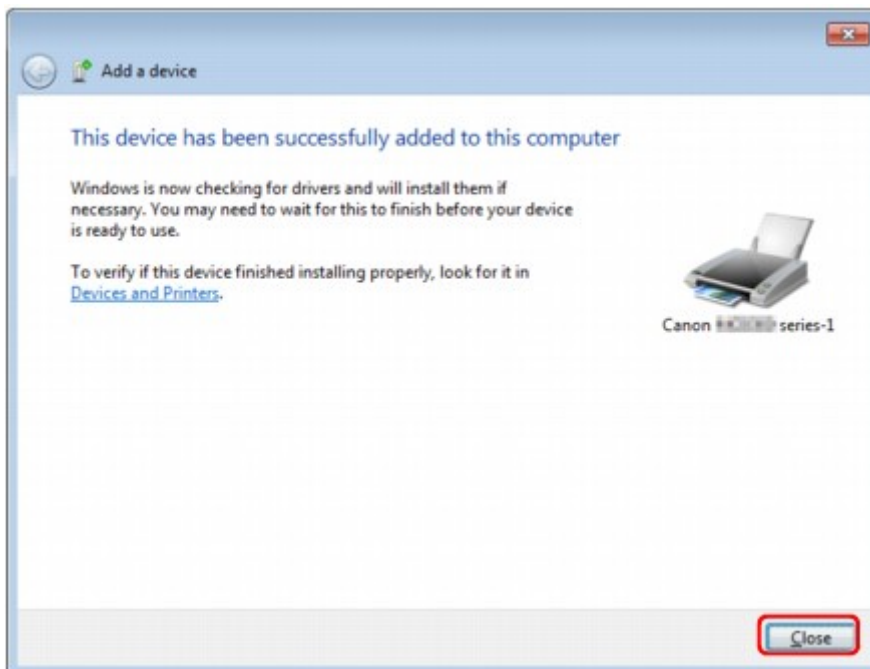 Add a device
This device has been successfully added to this computer
Windows is now checking for drivers and will install them if
necessary. You may need to wait for this to finish before your device
is ready to use.
To verify if this device finished installing properly, look for it in
Devices and Printers.
Canon series-1
Close